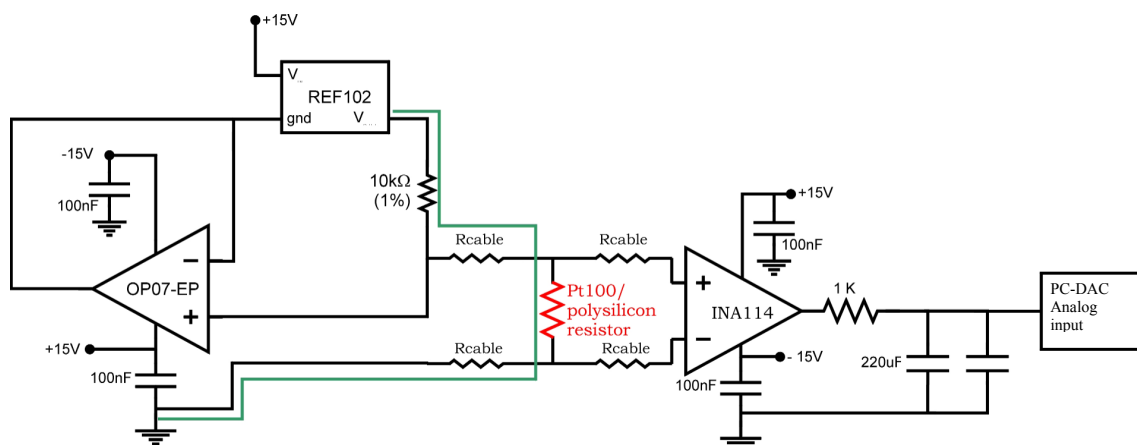 +15V
V
REF102
gnd
V
-15V
100nF
10kΩ
(1%)
OP07-EP
−
+
+15V
100nF
Rcable
Rcable
Pt100/
polysilicon
resistor
Rcable
Rcable
+15V
100nF
+
−
INA114
1 K
- 15V
100nF
220uF
PC-DAC
Analog
input